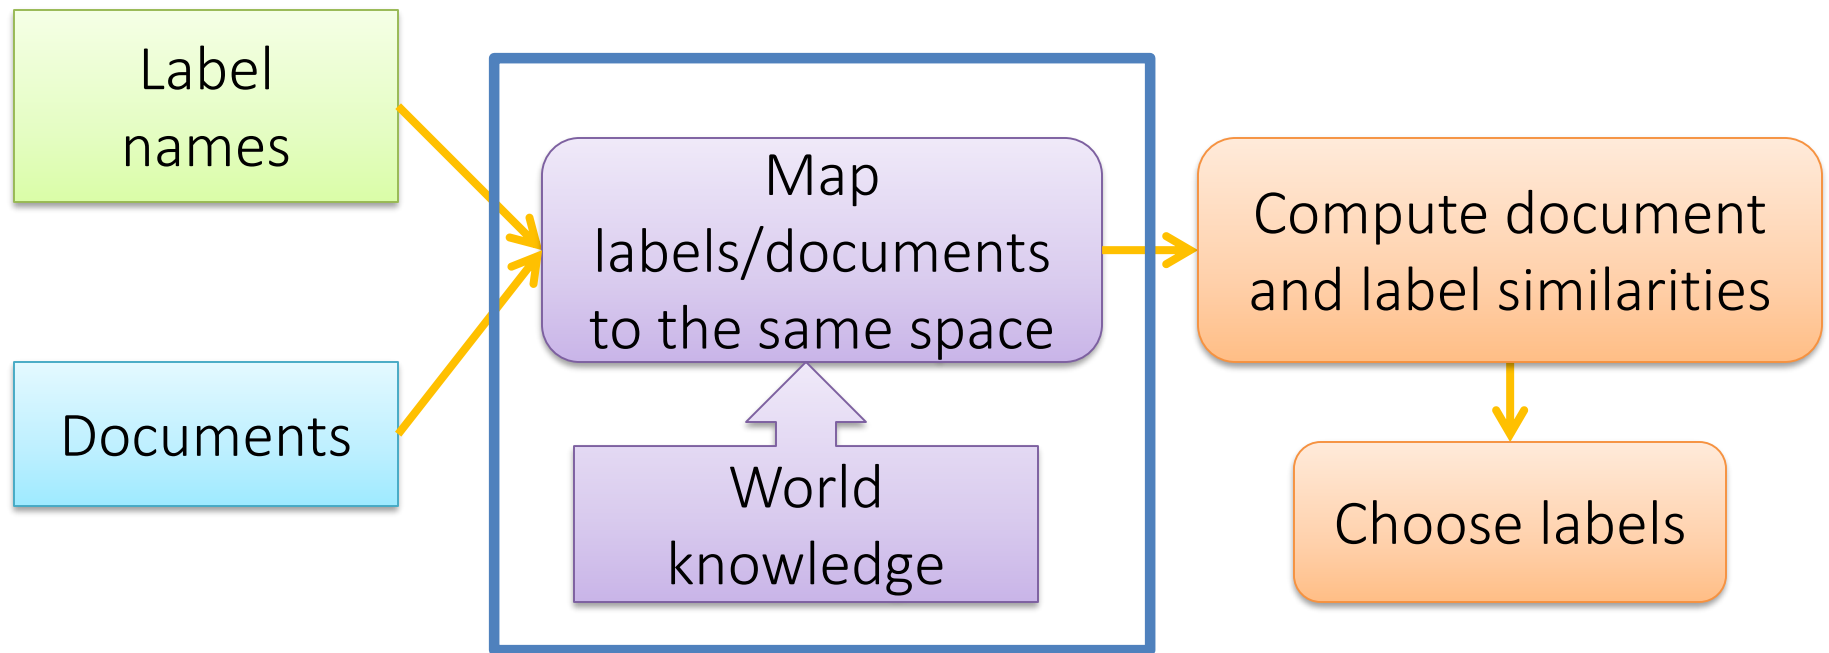 Label
names
Documents
Map
labels/documents
to the same space
World
knowledge
Compute document
and label similarities
Choose labels